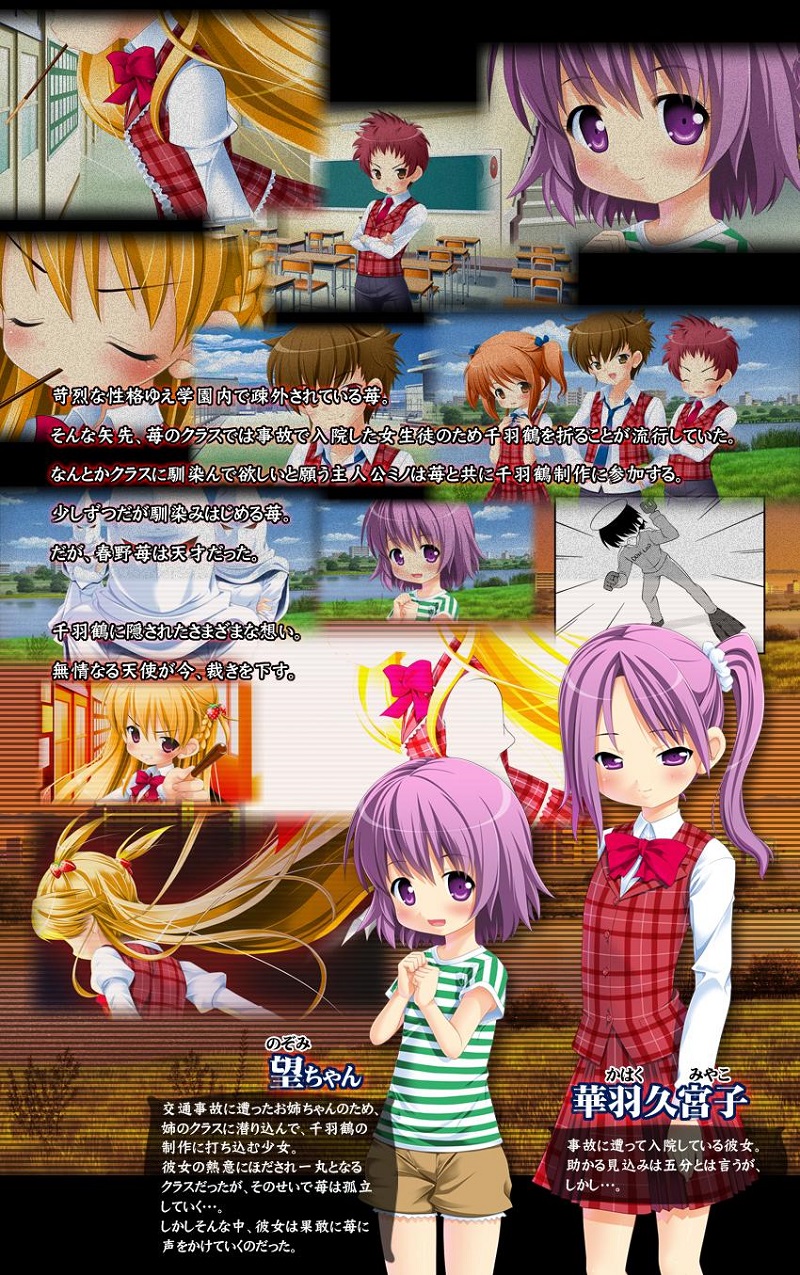 苛烈な性格ゆえ学園内で疎外されている苺。
そんな矢先、苺のクラスでは事故で入院した女生徒のため千羽鶴を折ることが流行していた。
なんとかクラスに馴染んで欲しいと願う主人公ミノは苺と共に千羽鶴制作に参加する。
少しずつだが馴染みはじめる苺。
だが、春野苺は天才だった。
千羽鶴に隠されたさまざまな想い。
無情なる天使が今、裁きを下す。
のぞみ
望ちゃん
交通事故に遭ったお姉ちゃんのため、
姉のクラスに潜り込んで、千羽鶴の
制作に打ち込む少女。
彼女の熱意にほだされ一丸となる
クラスだったが、そのせいで苺は孤立
していく…。
しかしそんな中、彼女は果敢に苺に
声をかけていくのだった。
かはく みやこ
華羽久宮子
事故に遭って入院している彼女。
助かる見込みは五分とは言うが、
しかし…。